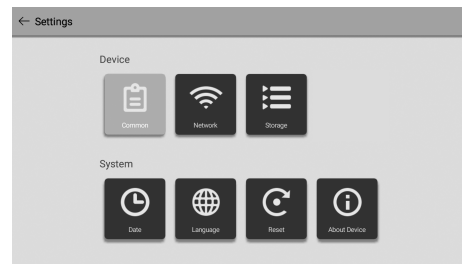 Settings
Device
Common
Network
Storage
System
Date
Language
Reset
About Device